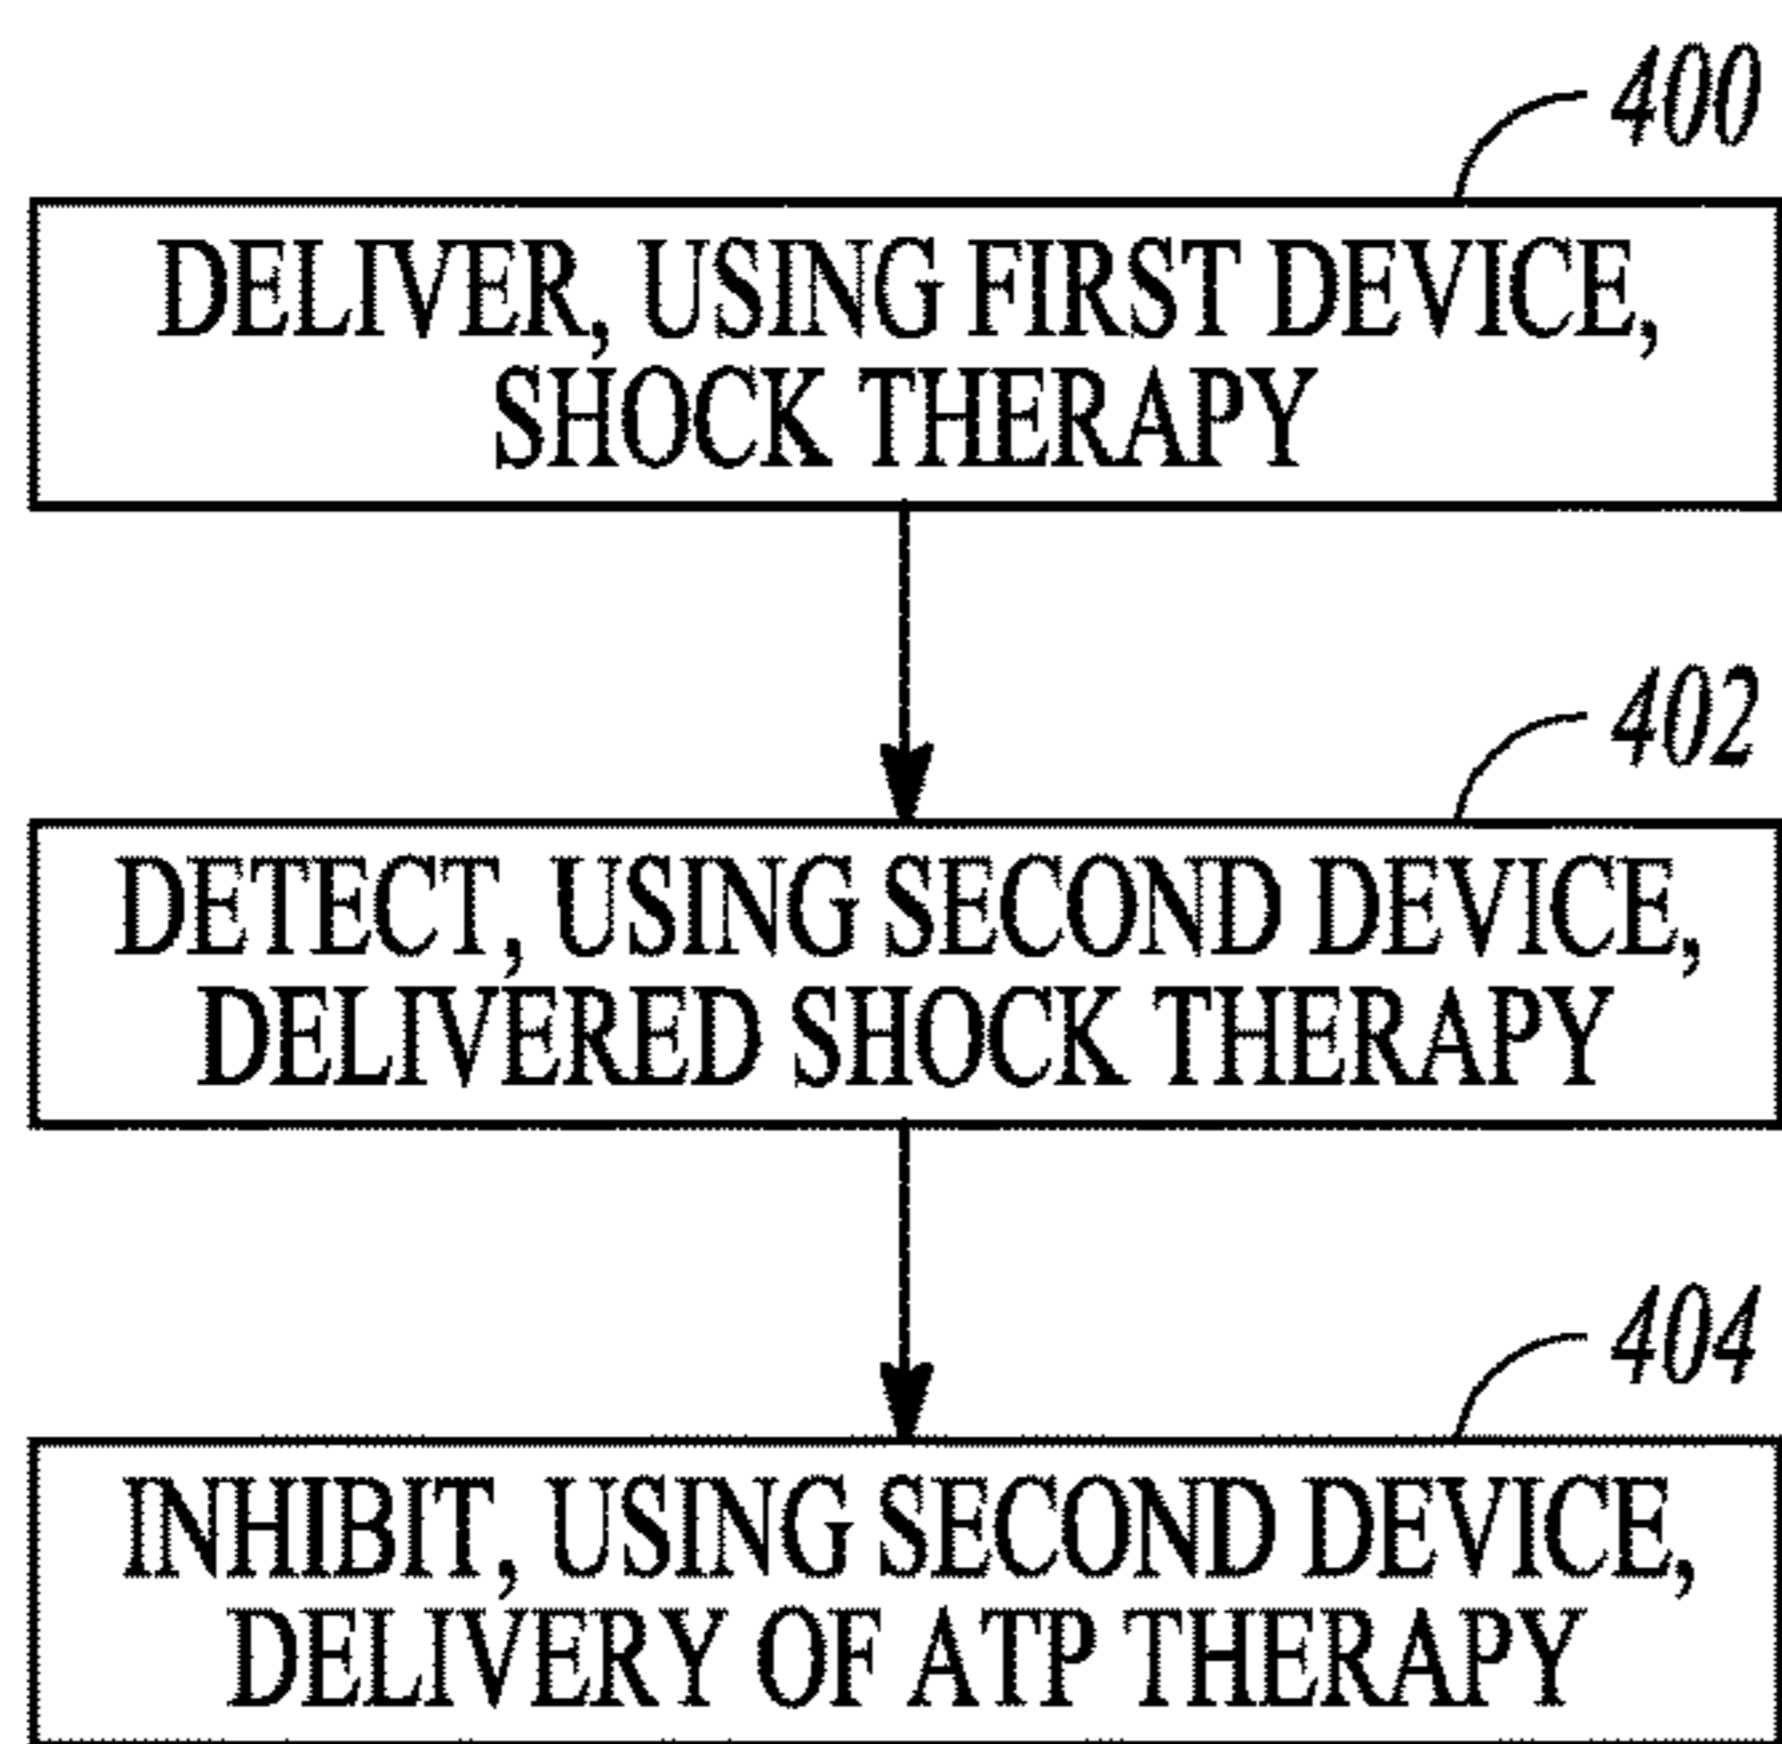 400
DELIVER, USING FIRST DEVICE,
SHOCK THERAPY
402
DETECT, USING SECOND DEVICE,
DELIVERED SHOCK THERAPY
404
INHIBIT, USING SECOND DEVICE,
DELIVERY OF ATP THERAPY